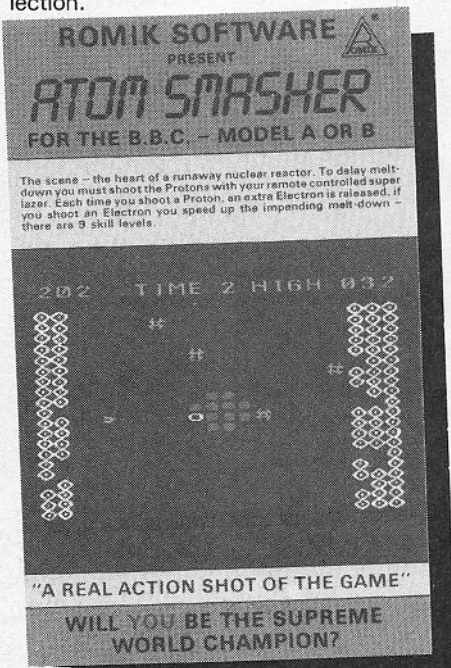 lection.
ROMIK SOFTWARE
ROMIK
PRESENT
ATOM SMASHER
FOR THE B.B.C. – MODEL A OR B
The scene – the heart of a runaway nuclear reactor. To delay melt-
down you must shoot the Protons with your remote controlled super
lazer. Each time you shoot a Proton, an extra Electron is released, if
you shoot an Electron you speed up the impending melt-down –
there are 9 skill levels.
202 TIME 2 HIGH 032
"A REAL ACTION SHOT OF THE GAME"
WILL YOU BE THE SUPREME
WORLD CHAMPION?